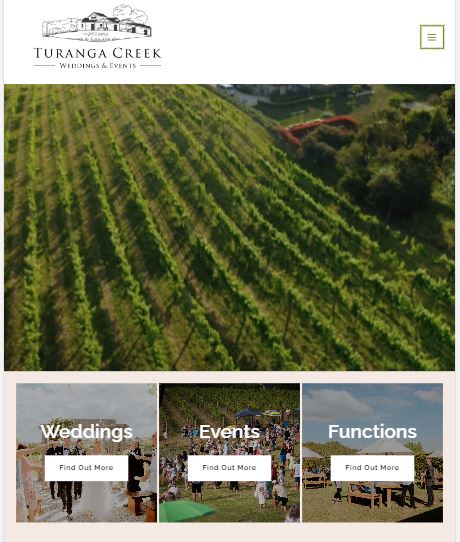 TURANGA CREEK
WEDDINGS & EVENTS
Weddings
Find Out More
Events
Find Out More
Functions
Find Out More